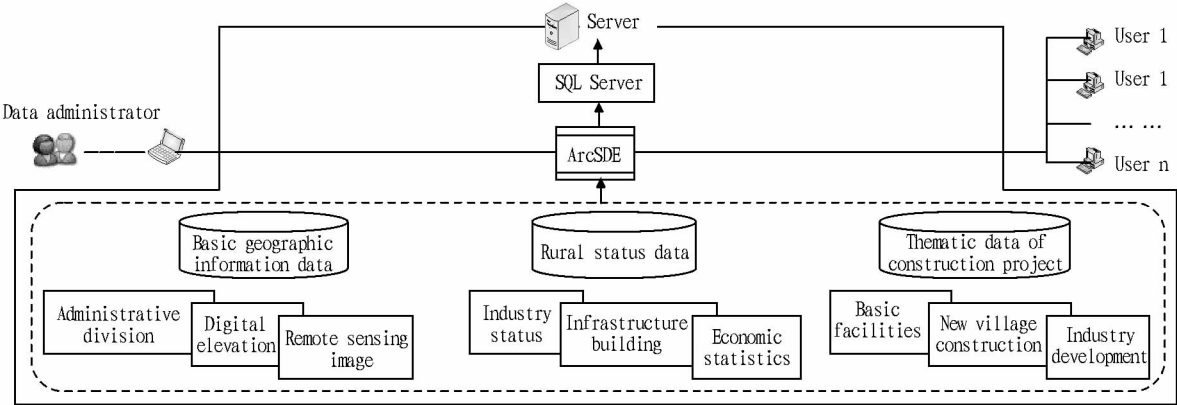 Server
User 1
SQL Server
User 1
Data administrator
... ...
ArcSDE
User n
Basic geographic
information data
Rural status data
Thematic data of
construction project
Administrative
division
Digital
elevation
Remote sensing
image
Industry
status
Infrastructure
building
Economic
statistics
Basic
facilities
New village
construction
Industry
development